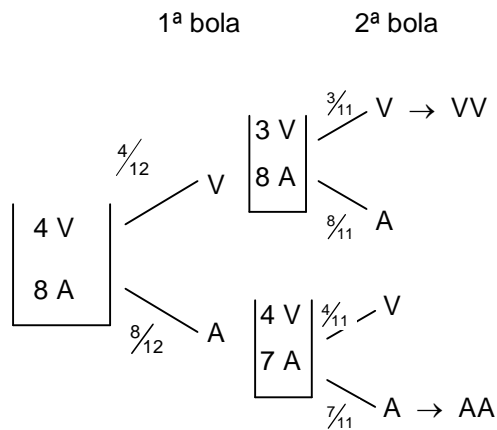 1ª bola 2ª bola
3/11 V → VV
3 V
4/12 8 A
V
8/11 A
4 V
8 A
4 V 4/11 V
8/12 A
7 A
7/11 A → AA